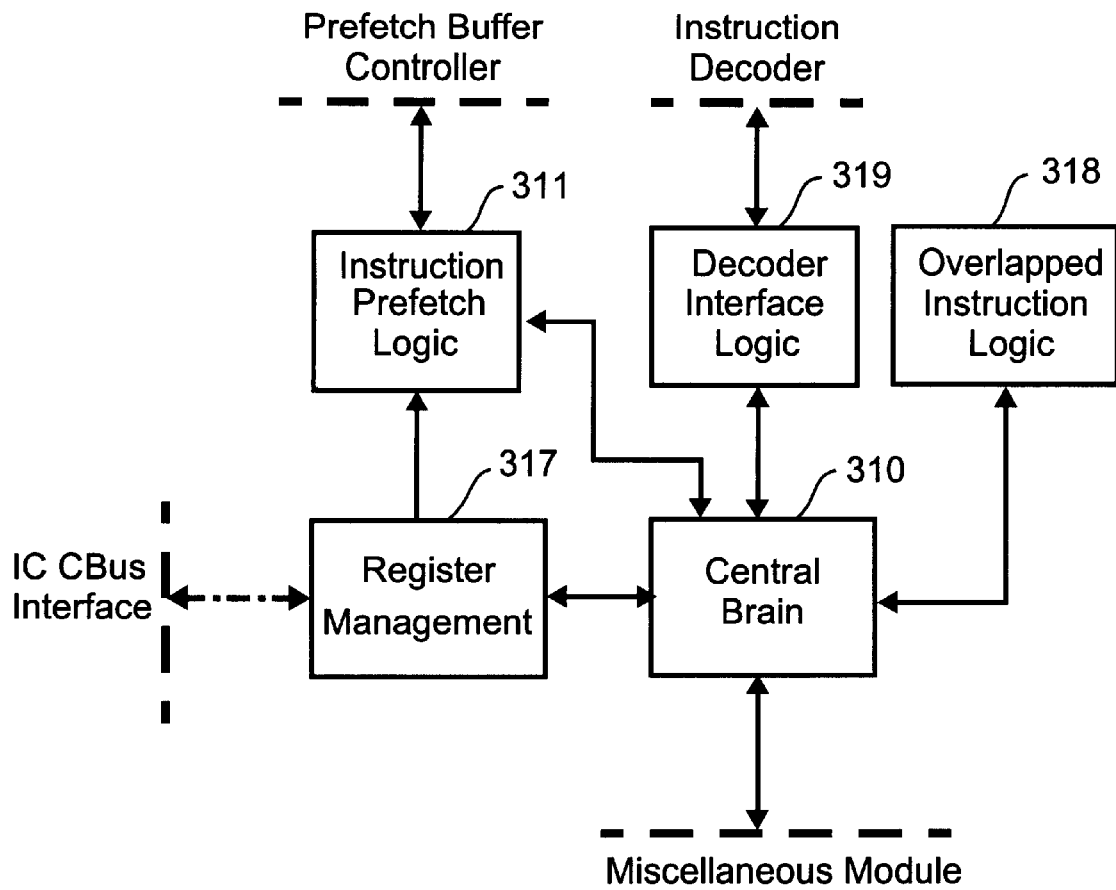 Prefetch Buffer
Controller
Instruction
Decoder
311
319
318
Instruction
Prefetch
Logic
Decoder
Interface
Logic
Overlapped
Instruction
Logic
317
310
IC CBus
Interface
Register
Management
Central
Brain
Miscellaneous Module